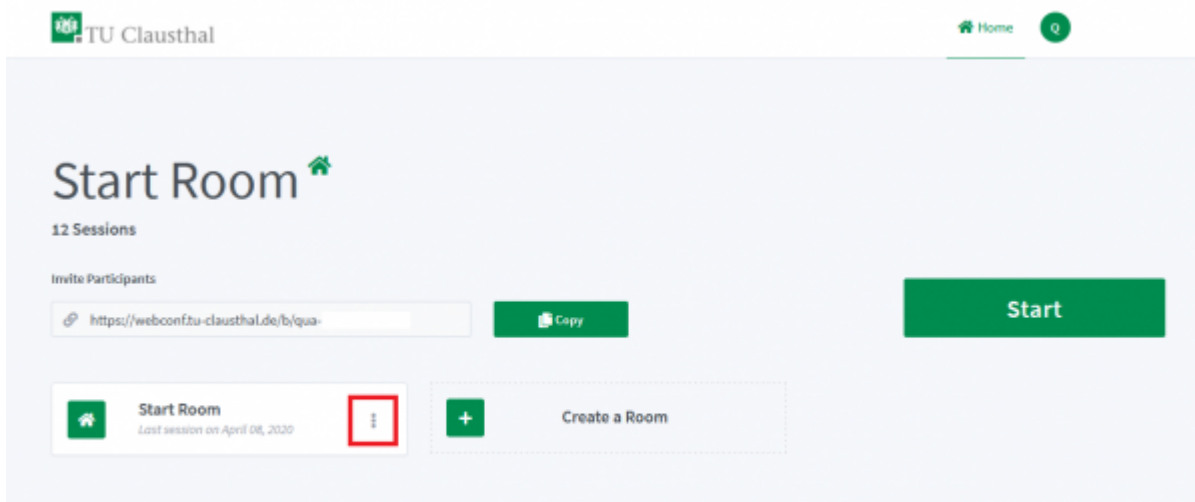 TU Clausthal
Home
Q
Start Room
12 Sessions
Invite Participants
https://webconf.tu-clausthal.de/b/qua-
Copy
Start
Start Room
Last session on April 08, 2020
Create a Room